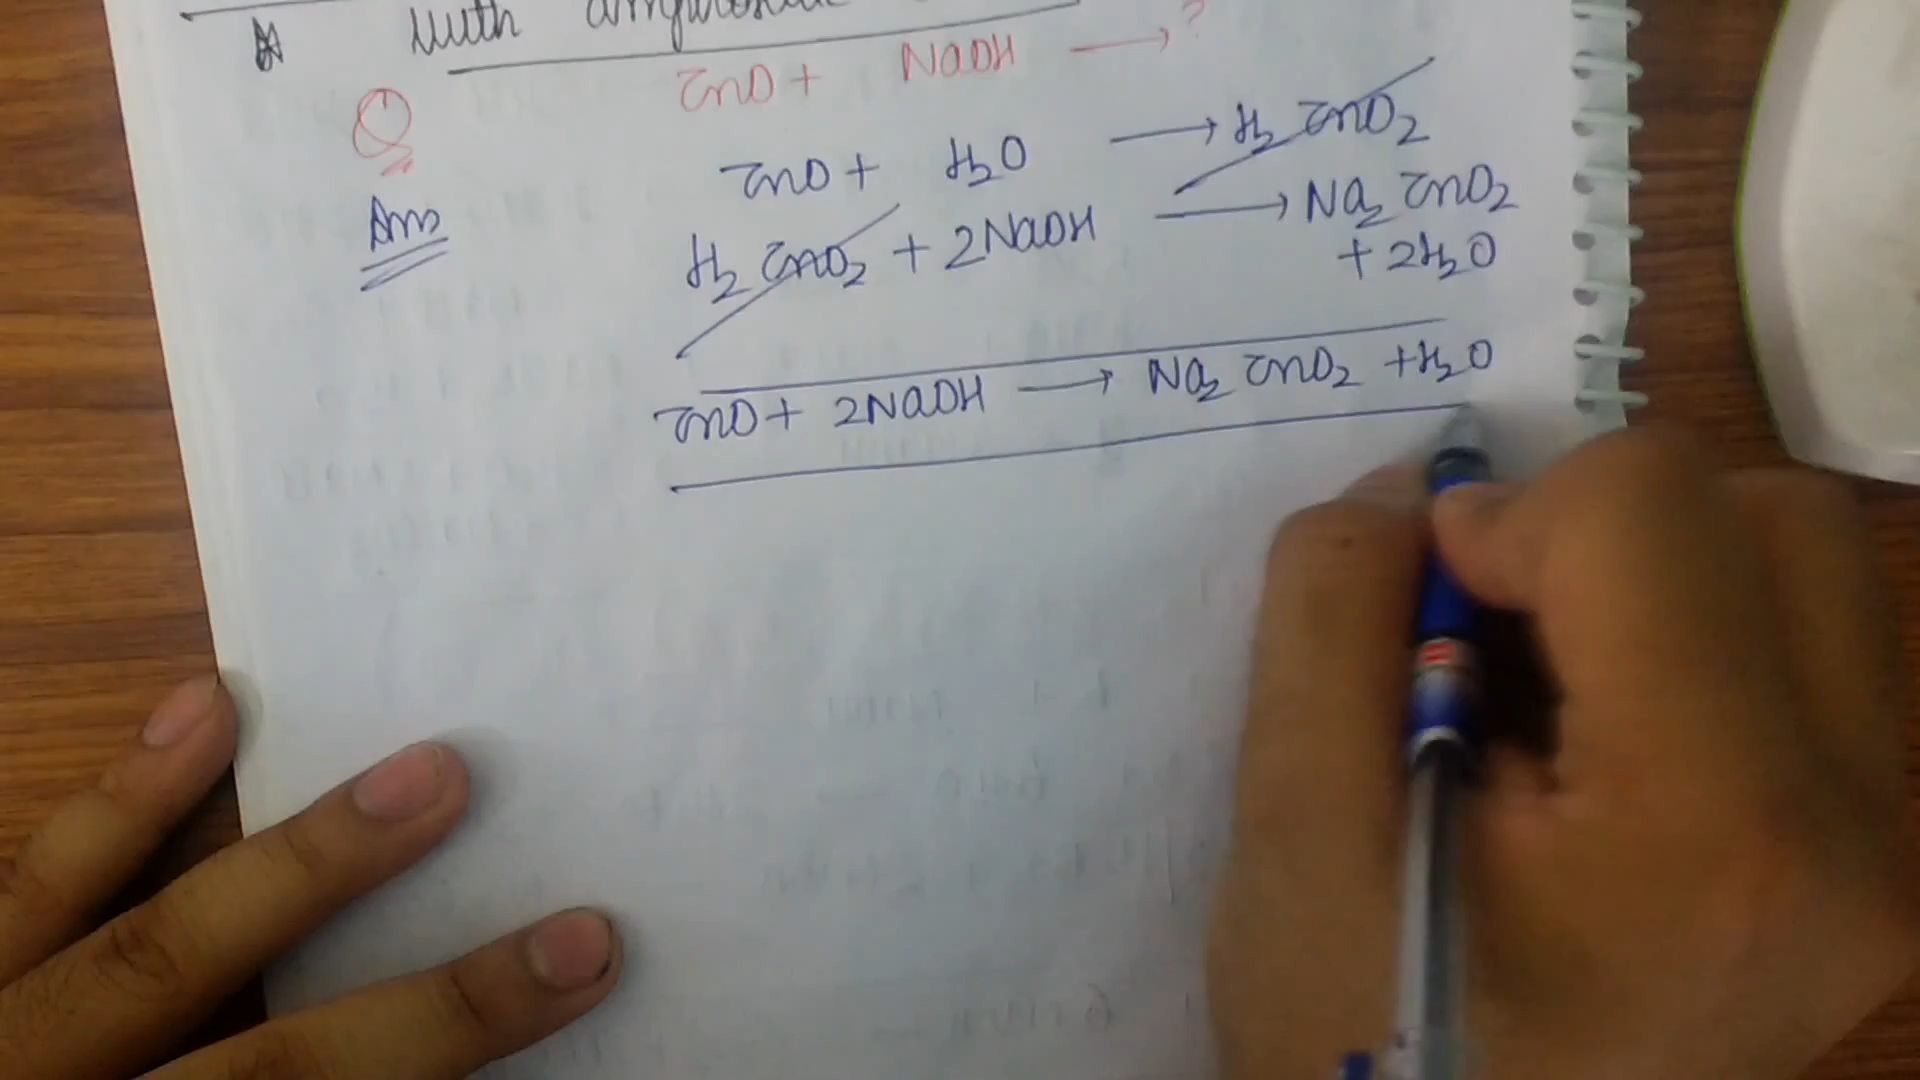 with
Q ZnO + NaOH ⟶ ?
Ans ZnO + H₂O ⟶ H₂ZnO₂
H₂ZnO₂ + 2NaOH ⟶ Na₂ZnO₂
+ 2H₂O
ZnO + 2NaOH ⟶ Na₂ZnO₂ + H₂O